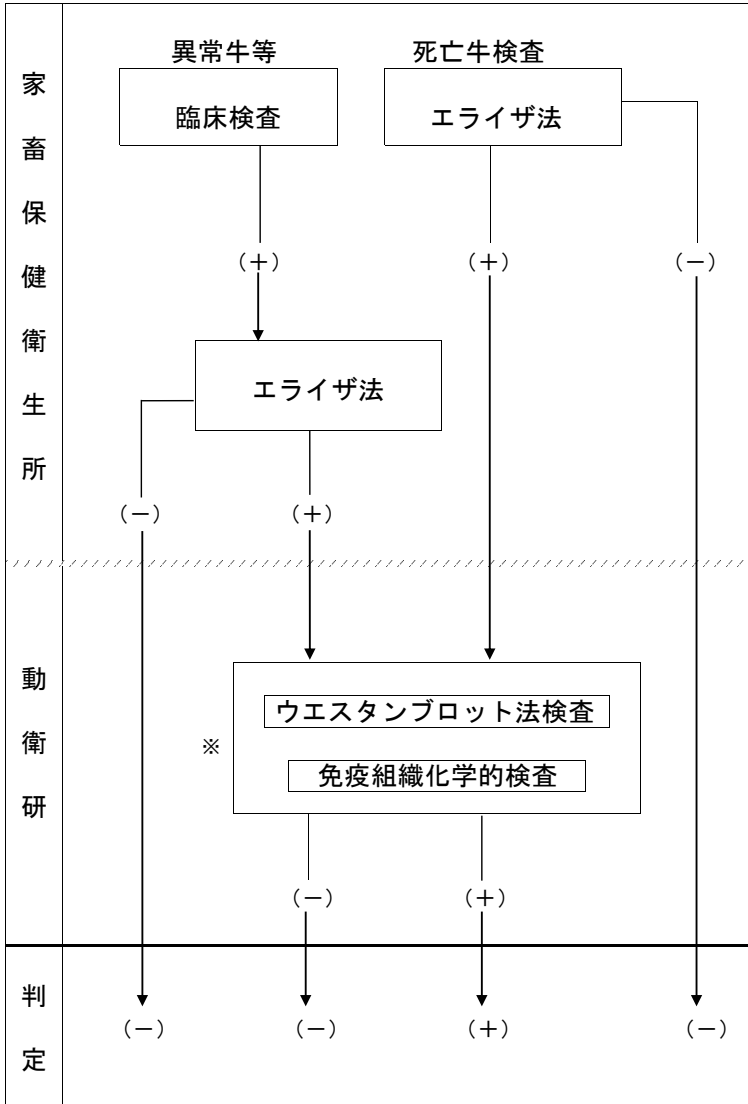 家畜保健衛生所
異常牛等
死亡牛検査
臨床検査
エライザ法
（＋）
（＋）
（－）
エライザ法
（－）
（＋）
動衛研
ウエスタンブロット法検査
※
免疫組織化学的検査
（－）
（＋）
判定
（－）
（－）
（＋）
（－）